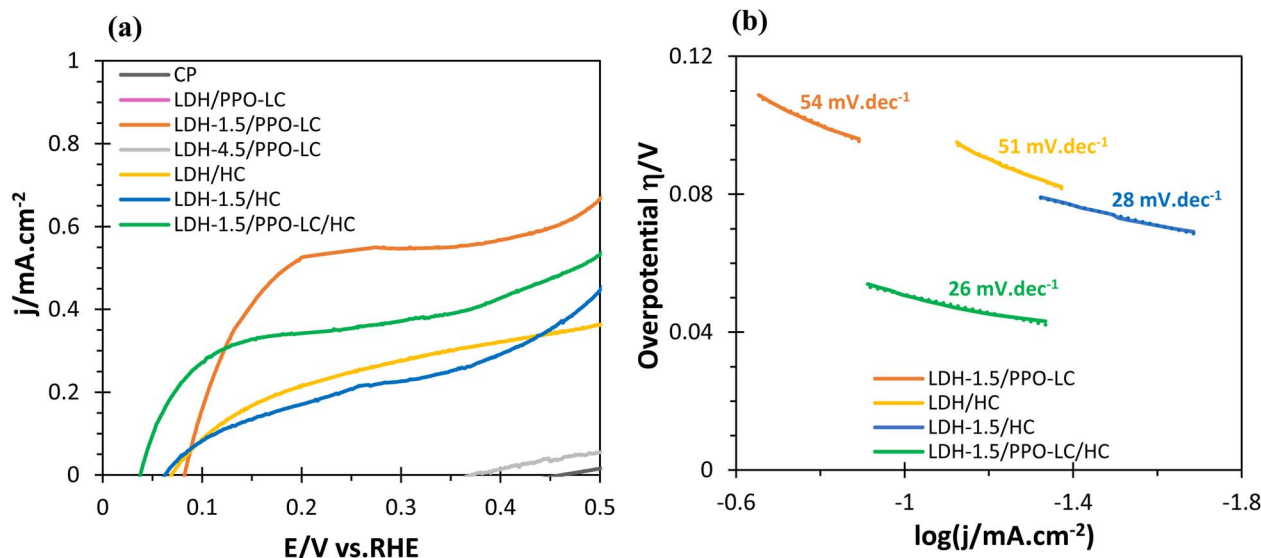 (a)
1
0.8
0.6
0.4
0.2
0
j/mA.cm⁻²
CP
LDH/PPO-LC
LDH-1.5/PPO-LC
LDH-4.5/PPO-LC
LDH/HC
LDH-1.5/HC
LDH-1.5/PPO-LC/HC
0 0.1 0.2 0.3 0.4 0.5
E/V vs.RHE
(b)
0.12
0.08
0.04
0
Overpotential η/V
54 mV.dec⁻¹
51 mV.dec⁻¹
28 mV.dec⁻¹
26 mV.dec⁻¹
LDH-1.5/PPO-LC
LDH/HC
LDH-1.5/HC
LDH-1.5/PPO-LC/HC
-0.6 -1 -1.4 -1.8
log(j/mA.cm⁻²)